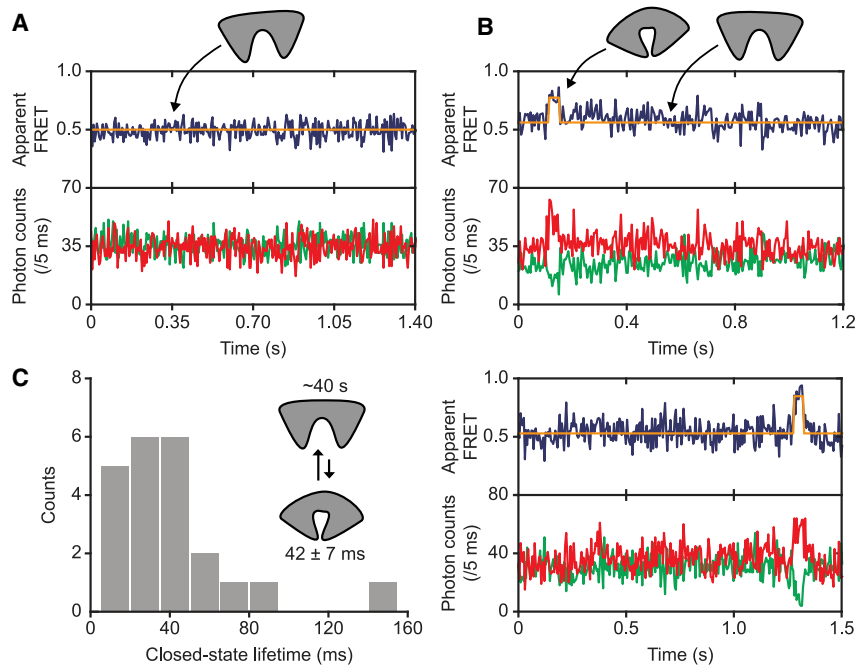 A
Apparent
FRET
1.0
0.5
Photon counts
(/5 ms)
70
35
0
0 0.35 0.70 1.05 1.40
Time (s)
B
Apparent
FRET
1.0
0.5
Photon counts
(/5 ms)
70
35
0
0 0.4 0.8 1.2
Time (s)
C
Counts
8
6
4
2
0
~40 s
42 ± 7 ms
0 40 80 120 160
Closed-state lifetime (ms)
Apparent
FRET
1.0
0.5
Photon counts
(/5 ms)
80
40
0
0 0.5 1.0 1.5
Time (s)